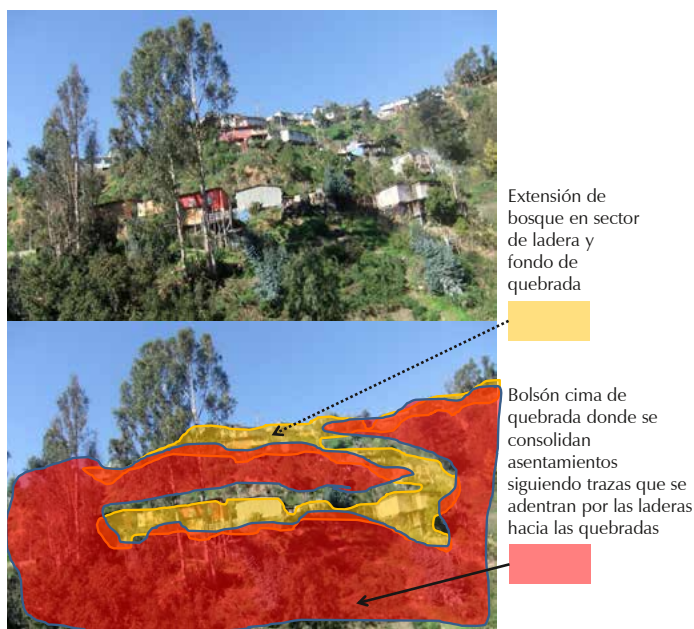 Extensión de
bosque en sector
de ladera y
fondo de
quebrada
Bolsón cima de
quebrada donde se
consolidan
asentamientos
siguiendo trazas que se
adentran por las laderas
hacia las quebradas